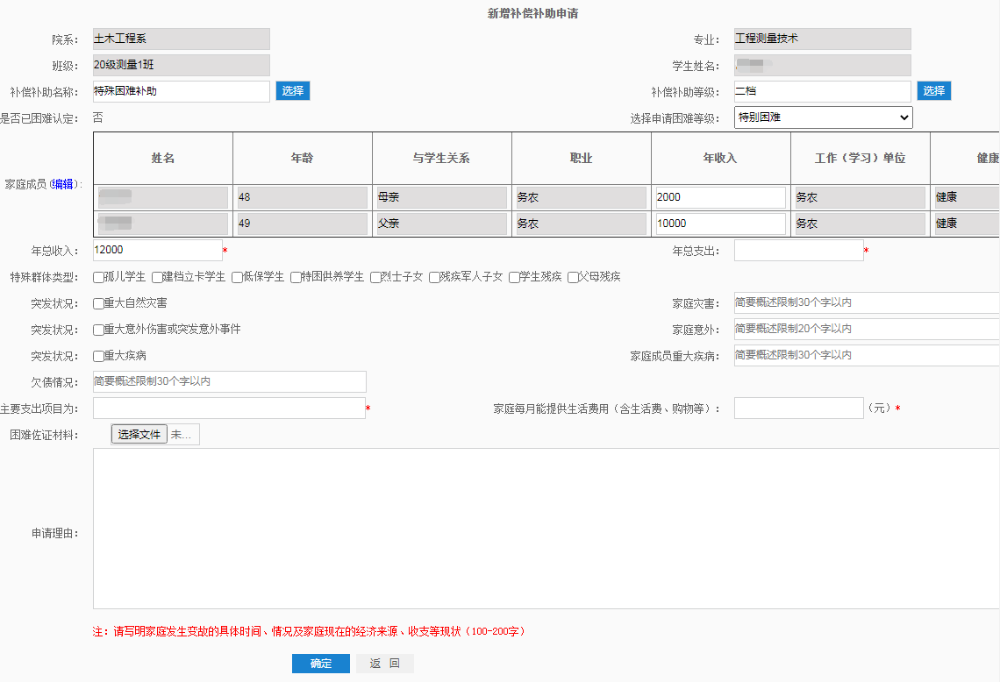 新增补偿补助申请
院系： 土木工程系 专业： 工程测量技术
班级： 20级测量1班 学生姓名：
补偿补助名称： 特殊困难补助 选择 补偿补助等级： 二档 选择
是否已困难认定： 否 选择申请困难等级： 特别困难
姓名 年龄 与学生关系 职业 年收入 工作（学习）单位 健康
家庭成员(编辑):
48 母亲 务农 2000 务农 健康
49 父亲 务农 10000 务农 健康
年总收入： 12000 * 年总支出： *
特殊群体类型： 孤儿学生 建档立卡学生 低保学生 特困供养学生 烈士子女 残疾军人子女 学生残疾 父母残疾
突发状况： 重大自然灾害 家庭灾害： 简要概述限制30个字以内
突发状况： 重大意外伤害或突发意外事件 家庭意外： 简要概述限制20个字以内
突发状况： 重大疾病 家庭成员重大疾病： 简要概述限制30个字以内
欠债情况： 简要概述限制30个字以内
主要支出项目为： * 家庭每月能提供生活费用（含生活费、购物等）： （元）*
困难佐证材料： 选择文件 未...
申请理由：
注：请写明家庭发生变故的具体时间、情况及家庭现在的经济来源、收支等现状（100-200字）
确定 返 回